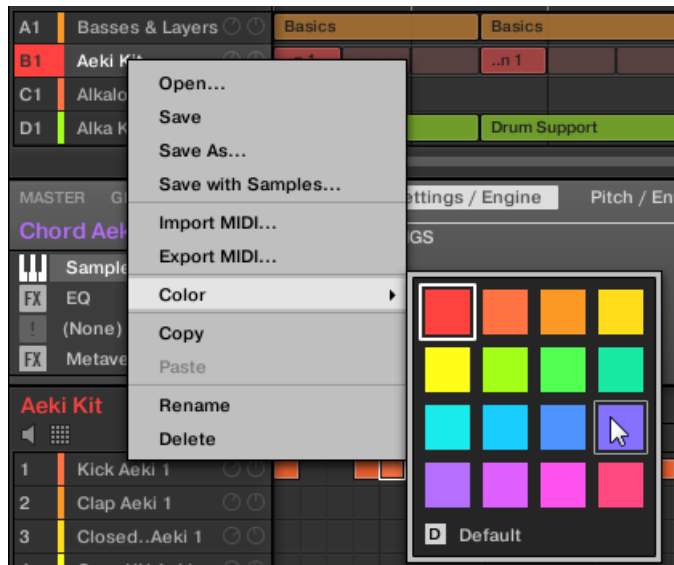 A1 Basses & Layers Basics Basics
B1 Aeki ..n 1
C1 Alkalo
D1 Alka Drum Support
Open...
Save
Save As...
Save with Samples...
Import MIDI...
Export MIDI...
Color
Copy
Paste
Rename
Delete
MASTER ettings / Engine Pitch / En
Chord Aek GS
Sample
FX EQ
! (None)
FX Metave
D Default
Aeki Kit
1 Kick Aeki 1
2 Clap Aeki 1
3 Closed..Aeki 1